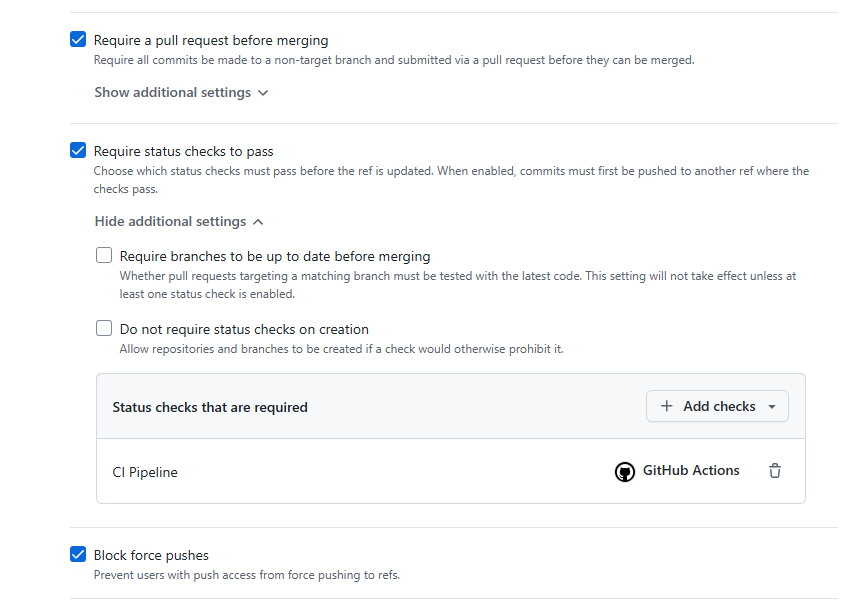 Require a pull request before merging
Require all commits be made to a non-target branch and submitted via a pull request before they can be merged.
Show additional settings
Require status checks to pass
Choose which status checks must pass before the ref is updated. When enabled, commits must first be pushed to another ref where the
checks pass.
Hide additional settings
Require branches to be up to date before merging
Whether pull requests targeting a matching branch must be tested with the latest code. This setting will not take effect unless at
least one status check is enabled.
Do not require status checks on creation
Allow repositories and branches to be created if a check would otherwise prohibit it.
Status checks that are required
+ Add checks
CI Pipeline
GitHub Actions
Block force pushes
Prevent users with push access from force pushing to refs.